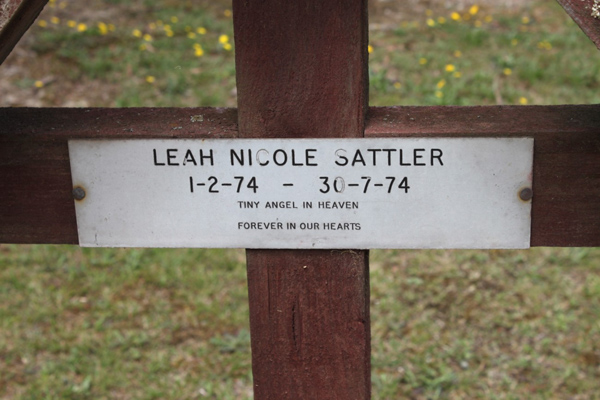 LEAH NICOLE SATTLER
1-2-74 - 30-7-74
TINY ANGEL IN HEAVEN
FOREVER IN OUR HEARTS